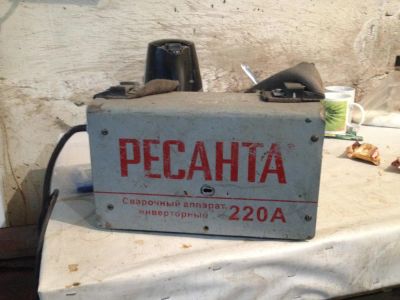 РЕСАНТА
Сварочный аппарат
инверторный 220А